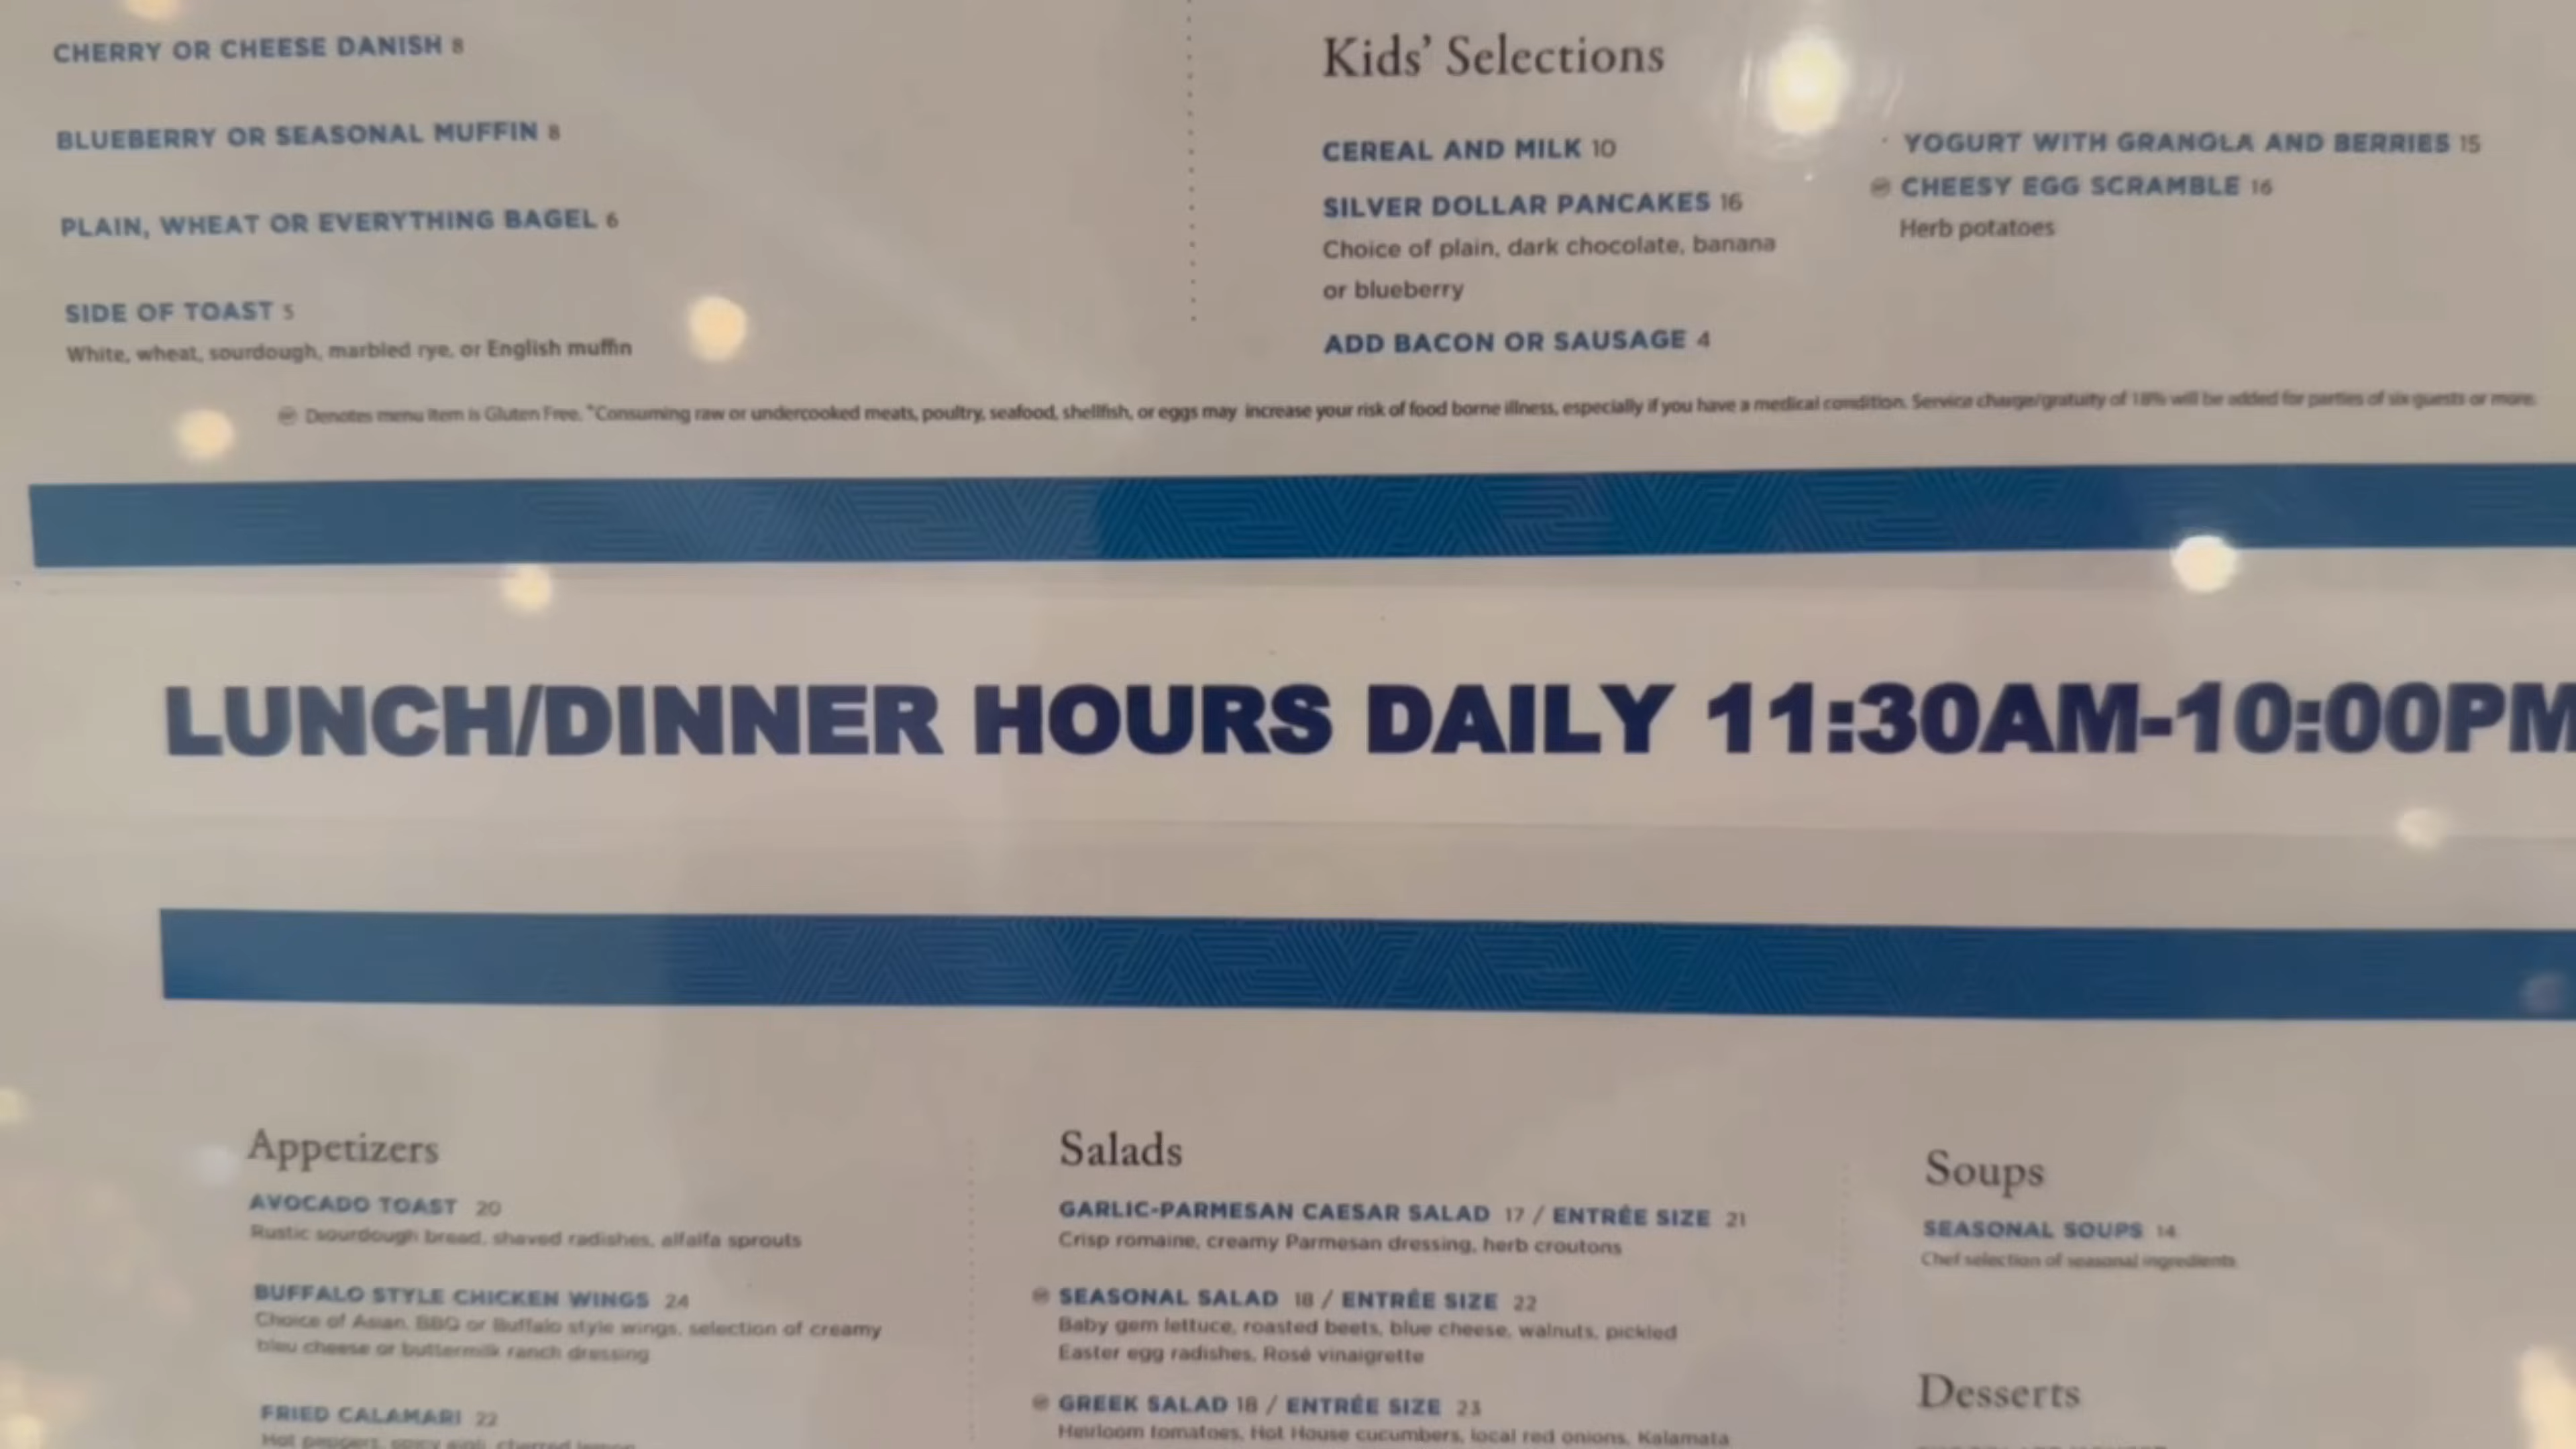 CHERRY OR CHEESE DANISH 8
BLUEBERRY OR SEASONAL MUFFIN 8
PLAIN, WHEAT OR EVERYTHING BAGEL 6
SIDE OF TOAST 5
White, wheat, sourdough, marbled rye, or English muffin
Kids' Selections
CEREAL AND MILK 10
SILVER DOLLAR PANCAKES 16
Choice of plain, dark chocolate, banana
or blueberry
ADD BACON OR SAUSAGE 4
YOGURT WITH GRANOLA AND BERRIES 15
CHEESY EGG SCRAMBLE 16
Herb potatoes
Denotes menu item is Gluten Free. *Consuming raw or undercooked meats, poultry, seafood, shellfish, or eggs may increase your risk of food borne illness, especially if you have a medical condition. Service charge/gratuity of 18% will be added for parties of six guests or more.
LUNCH/DINNER HOURS DAILY 11:30AM-10:00PM
Appetizers
AVOCADO TOAST 20
Rustic sourdough bread, shaved radishes, alfalfa sprouts
BUFFALO STYLE CHICKEN WINGS 24
Choice of Asian, BBQ or Buffalo style wings, selection of creamy
bleu cheese or buttermilk ranch dressing
FRIED CALAMARI 22
Hot peppers, spicy aioli, charred lemon
Salads
GARLIC-PARMESAN CAESAR SALAD 17 / ENTRÉE SIZE 21
Crisp romaine, creamy Parmesan dressing, herb croutons
SEASONAL SALAD 18 / ENTRÉE SIZE 22
Baby gem lettuce, roasted beets, blue cheese, walnuts, pickled
Easter egg radishes, Rosé vinaigrette
GREEK SALAD 18 / ENTRÉE SIZE 23
Heirloom tomatoes, Hot House cucumbers, local red onions, Kalamata
Soups
SEASONAL SOUPS 14
Chef selection of seasonal ingredients
Desserts